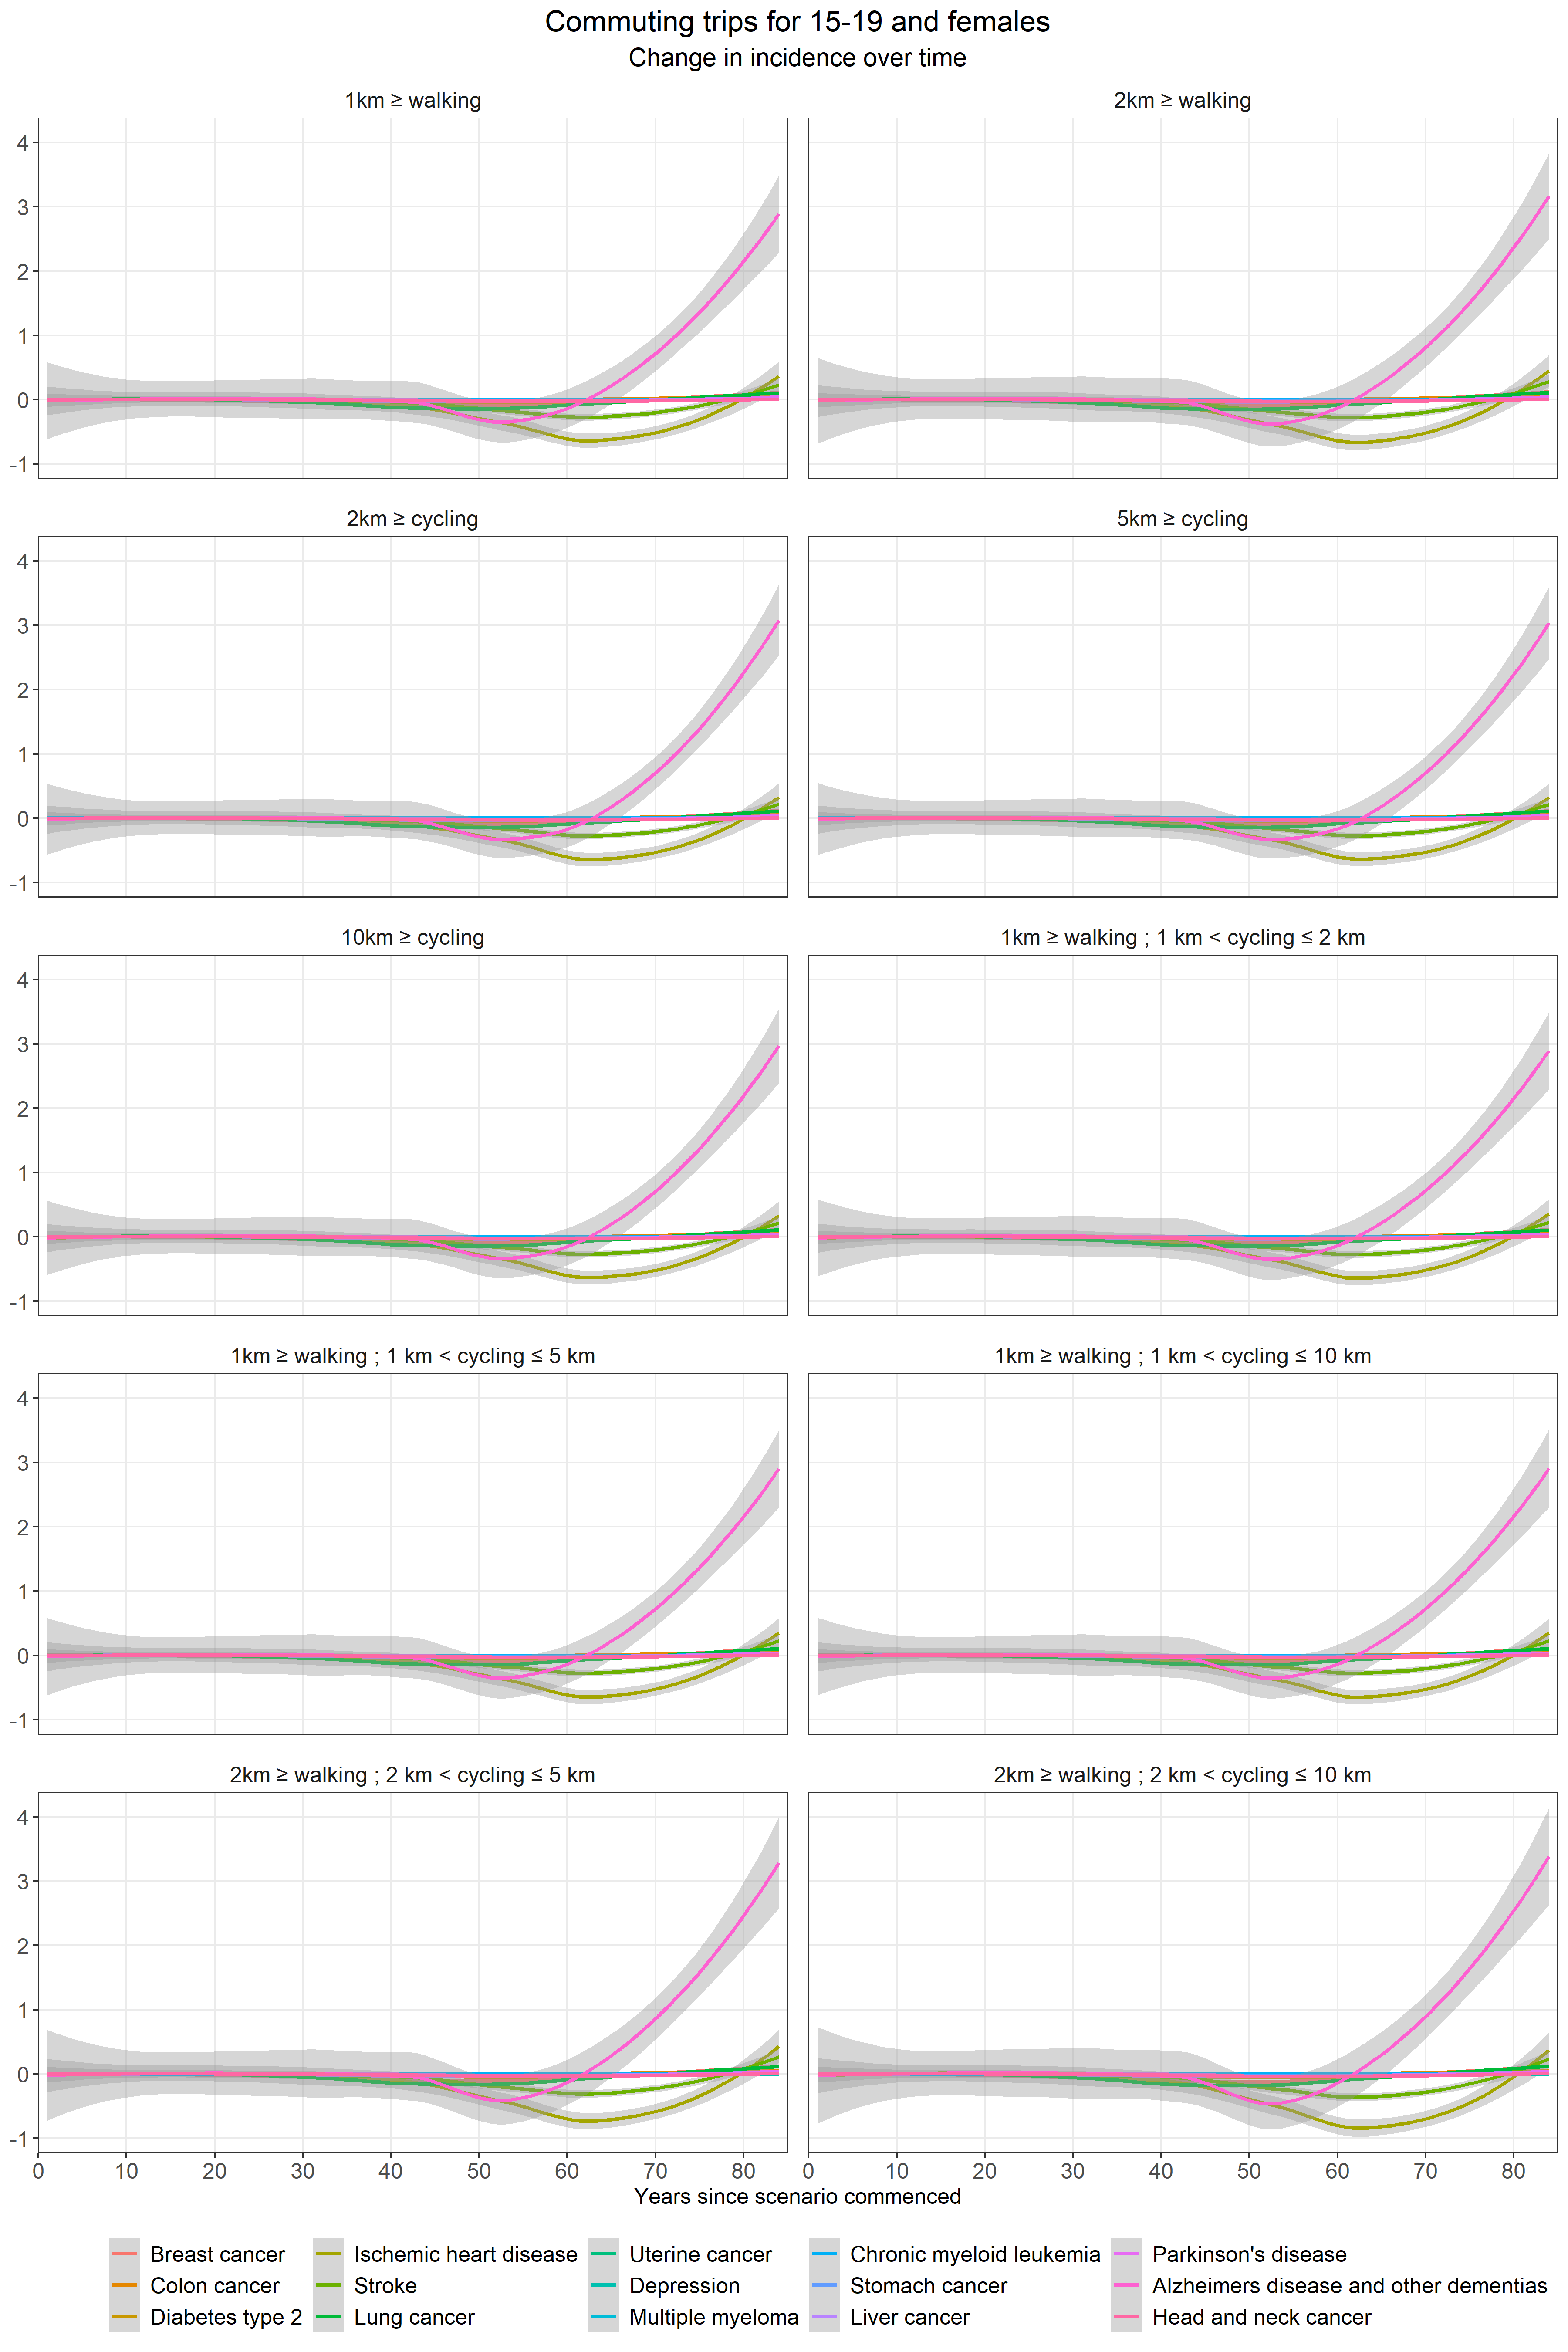 Commuting trips for 15-19 and females
Change in incidence over time
1km ≥ walking
2km ≥ walking
4
3
2
1
0
-1
2km ≥ cycling
5km ≥ cycling
4
3
2
1
0
-1
10km ≥ cycling
1km ≥ walking ; 1 km < cycling ≤ 2 km
4
3
2
1
0
-1
1km ≥ walking ; 1 km < cycling ≤ 5 km
1km ≥ walking ; 1 km < cycling ≤ 10 km
4
3
2
1
0
-1
2km ≥ walking ; 2 km < cycling ≤ 5 km
2km ≥ walking ; 2 km < cycling ≤ 10 km
4
3
2
1
0
-1
0 10 20 30 40 50 60 70 80
0 10 20 30 40 50 60 70 80
Years since scenario commenced
Breast cancer Ischemic heart disease Uterine cancer Chronic myeloid leukemia Parkinson's disease
Colon cancer Stroke Depression Stomach cancer Alzheimers disease and other dementias
Diabetes type 2 Lung cancer Multiple myeloma Liver cancer Head and neck cancer